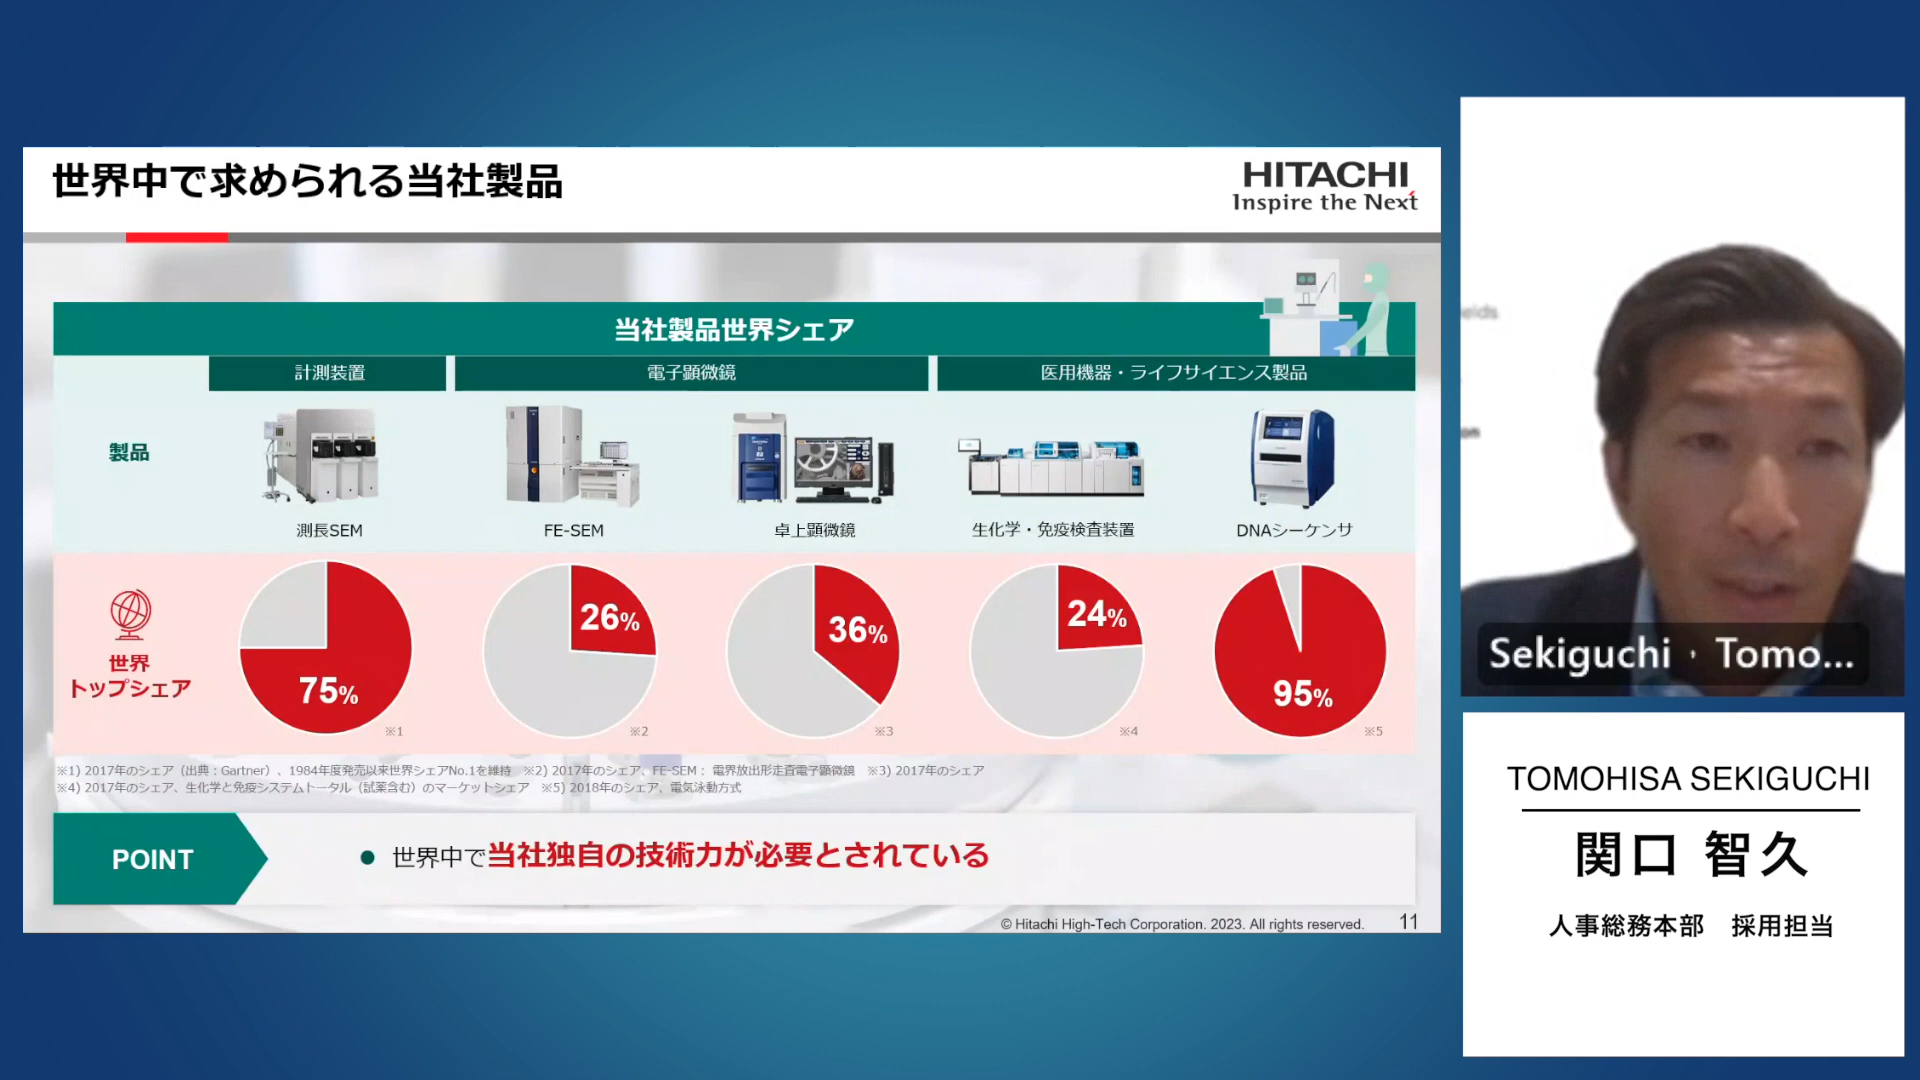 世界中で求められる当社製品
HITACHI
Inspire the Next
当社製品世界シェア
計測装置
電子顕微鏡
医用機器・ライフサイエンス製品
製品
測長SEM
FE-SEM
卓上顕微鏡
生化学・免疫検査装置
DNAシーケンサ
世界
トップシェア
75%
※1
26%
※2
36%
※3
24%
※4
95%
※5
※1) 2017年のシェア（出典：Gartner）、1984年度発売以来世界シェアNo.1を維持　※2) 2017年のシェア、FE-SEM： 電界放出形走査電子顕微鏡　※3) 2017年のシェア
※4) 2017年のシェア、生化学と免疫システムトータル（試薬含む）のマーケットシェア　※5) 2018年のシェア、電気泳動方式
POINT
● 世界中で当社独自の技術力が必要とされている
© Hitachi High-Tech Corporation. 2023. All rights reserved.
11
Sekiguchi・Tomo...
TOMOHISA SEKIGUCHI
関口 智久
人事総務本部　採用担当